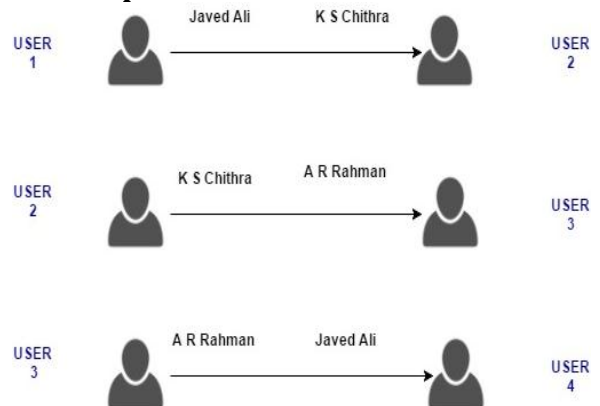 Javed Ali K S Chithra
USER
1
USER
2
K S Chithra A R Rahman
USER
2
USER
3
A R Rahman Javed Ali
USER
3
USER
4